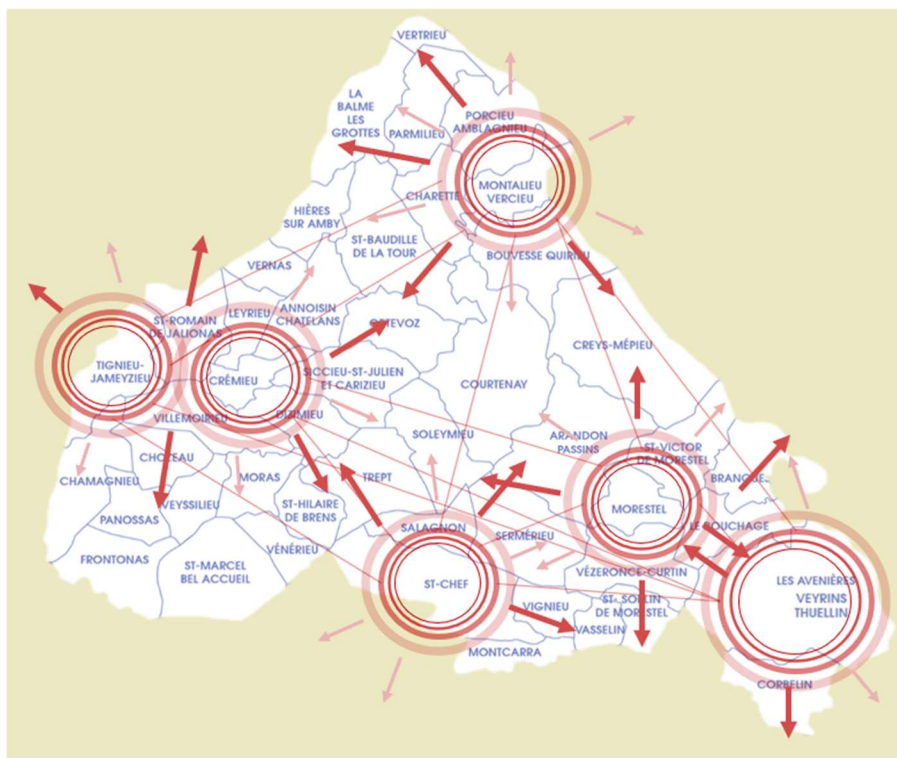 VERTRIEU
LA
BALME
LES
GROTTES
PARMILIEU
PORCIEU
AMBLAGNIEU
MONTALIEU
VERCIEU
CHARETTE
HIÈRES
SUR AMBY
ST-BAUDILLE
DE LA TOUR
BOUVESSE QUIRIEU
VERNAS
ANNOISIN
CHATELANS
LEYRIEU
ST-ROMAIN
DE JALIONAS
OPTEVOZ
CREYS-MÉPIEU
TIGNIEU-
JAMEYZIEU
CRÉMIEU
SICCIEU-ST-JULIEN
ET CARIZIEU
COURTENAY
VILLEMOIRIEU
DIZIMIEU
SOLEYMIEU
ARANDON
PASSINS
ST-VICTOR
DE MORESTEL
CHOZEAU
CHAMAGNIEU
VEYSSILIEU
MORAS
TREPT
BRANGUE
PANOSSAS
ST-HILAIRE
DE BRENS
MORESTEL
LE BOUCHAGE
SALAGNON
SERMÉRIEU
FRONTONAS
VÉNÉRIEU
ST-MARCEL
BEL ACCUEIL
ST-CHEF
VÉZERONCE-CURTIN
LES AVENIÈRES
VEYRINS
THUELLIN
VIGNIEU
ST-SORLIN
DE MORESTEL
VASSELIN
MONTCARRA
CORBELIN